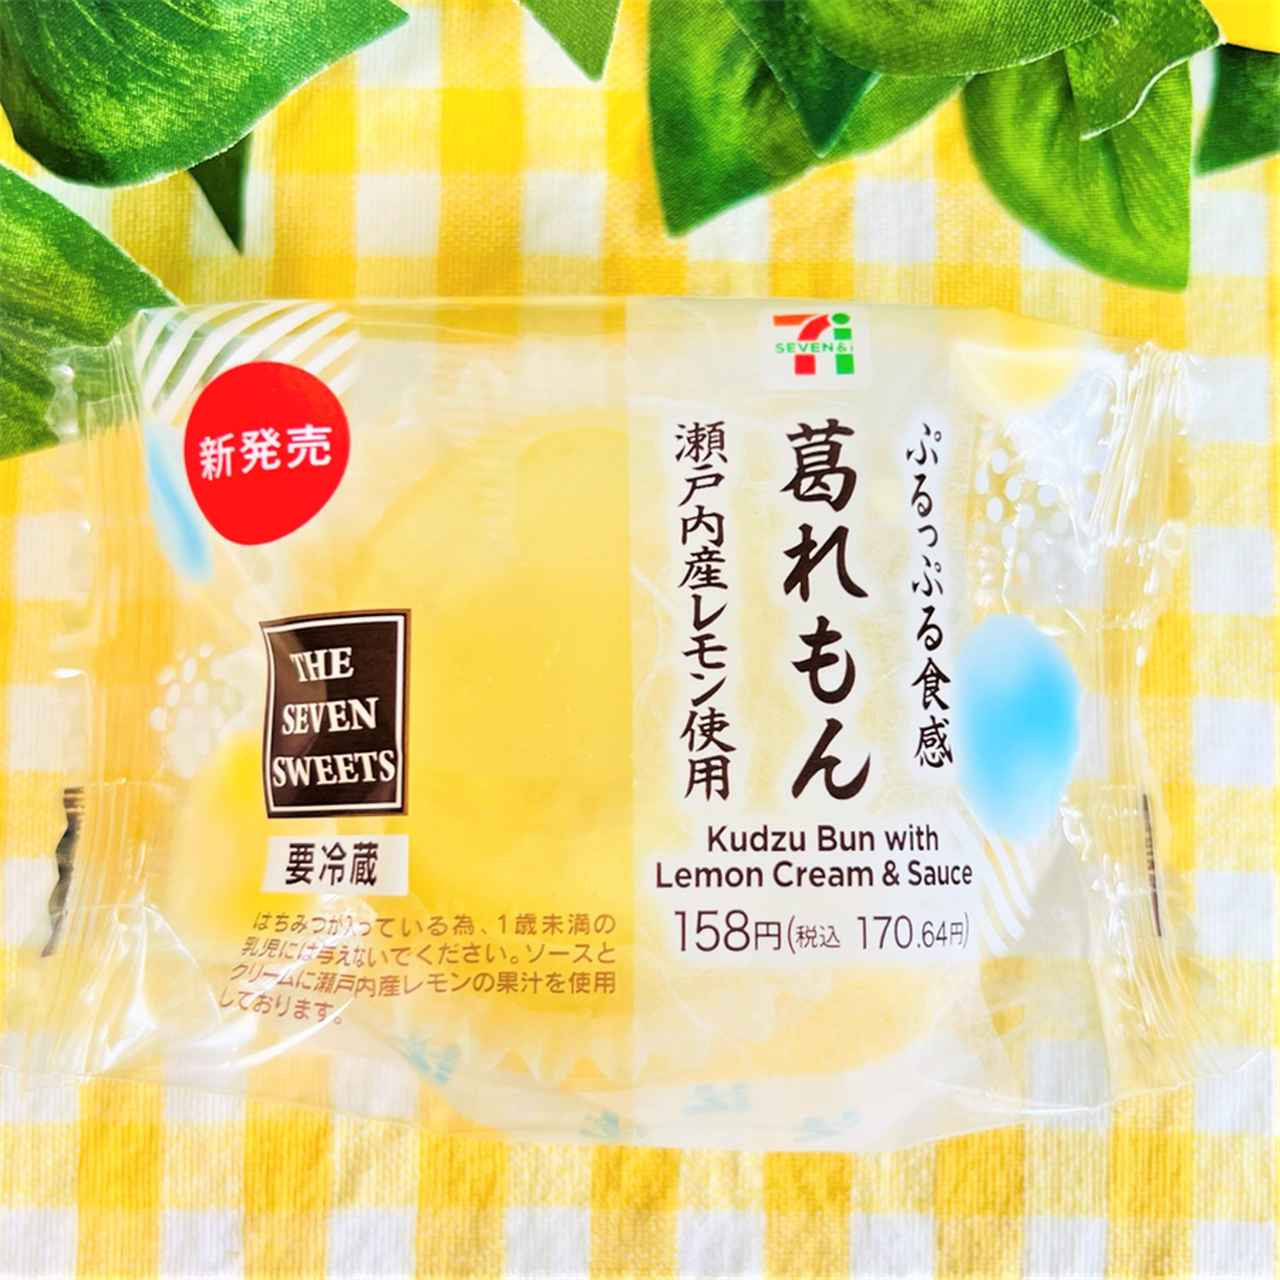 SEVEN&i
ぷるっぷる食感
葛れもん
瀬戸内産レモン使用
Kudzu Bun with
Lemon Cream & Sauce
158円(税込 170.64円)
新発売
THE
SEVEN
SWEETS
要冷蔵
はちみつが入っている為、1歳未満の
乳児には与えないでください。ソースと
クリームに瀬戸内産レモンの果汁を使用
しております。